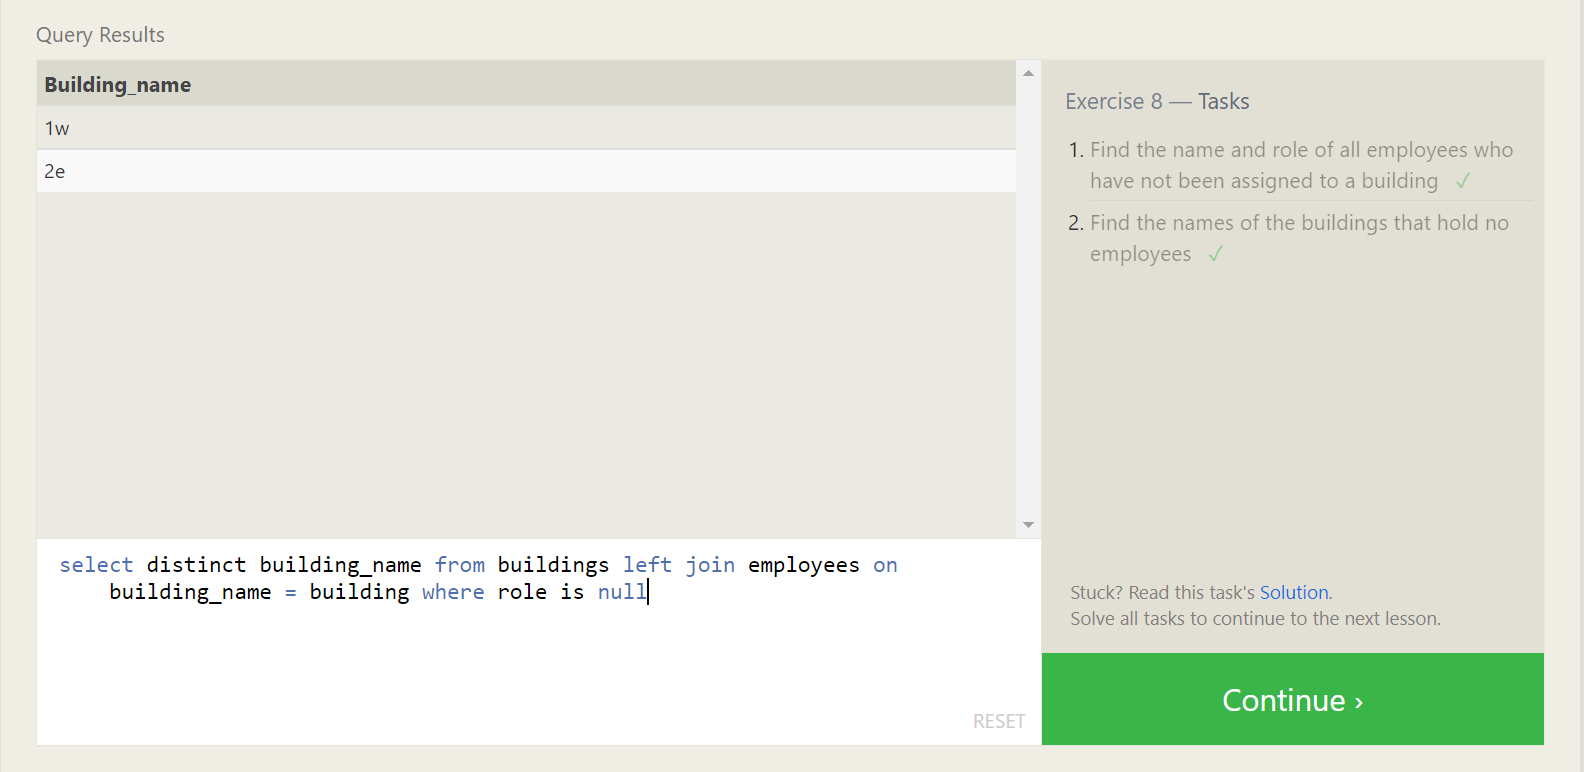 Query Results
Building_name
1w
2e
select distinct building_name from buildings left join employees on
building_name = building where role is null
RESET
Exercise 8 — Tasks
1. Find the name and role of all employees who
have not been assigned to a building ✓
2. Find the names of the buildings that hold no
employees ✓
Stuck? Read this task's Solution.
Solve all tasks to continue to the next lesson.
Continue ›